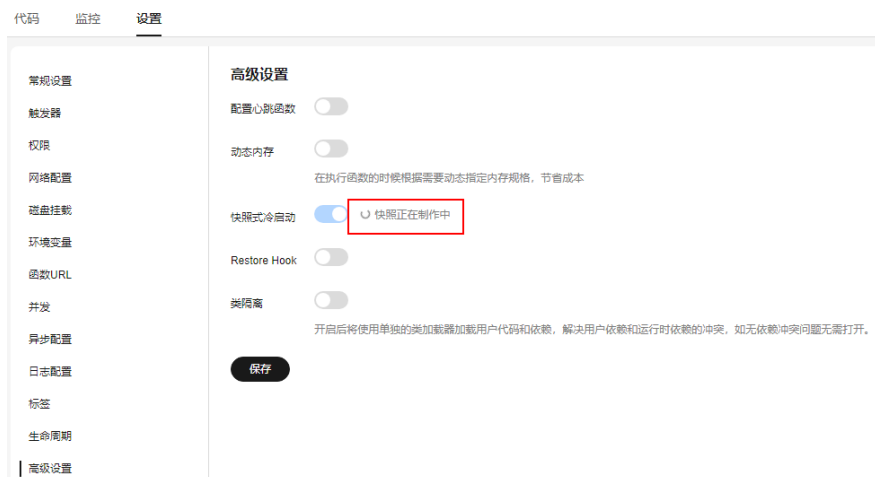 代码 监控 设置
常规设置
触发器
权限
网络配置
磁盘挂载
环境变量
函数URL
并发
异步配置
日志配置
标签
生命周期
高级设置
高级设置
配置心跳函数
动态内存
在执行函数的时候根据需要动态指定内存规格，节省成本
快照式冷启动 快照正在制作中
Restore Hook
类隔离
开启后将使用单独的类加载器加载用户代码和依赖，解决用户依赖和运行时依赖的冲突，如无依赖冲突问题无需打开。
保存